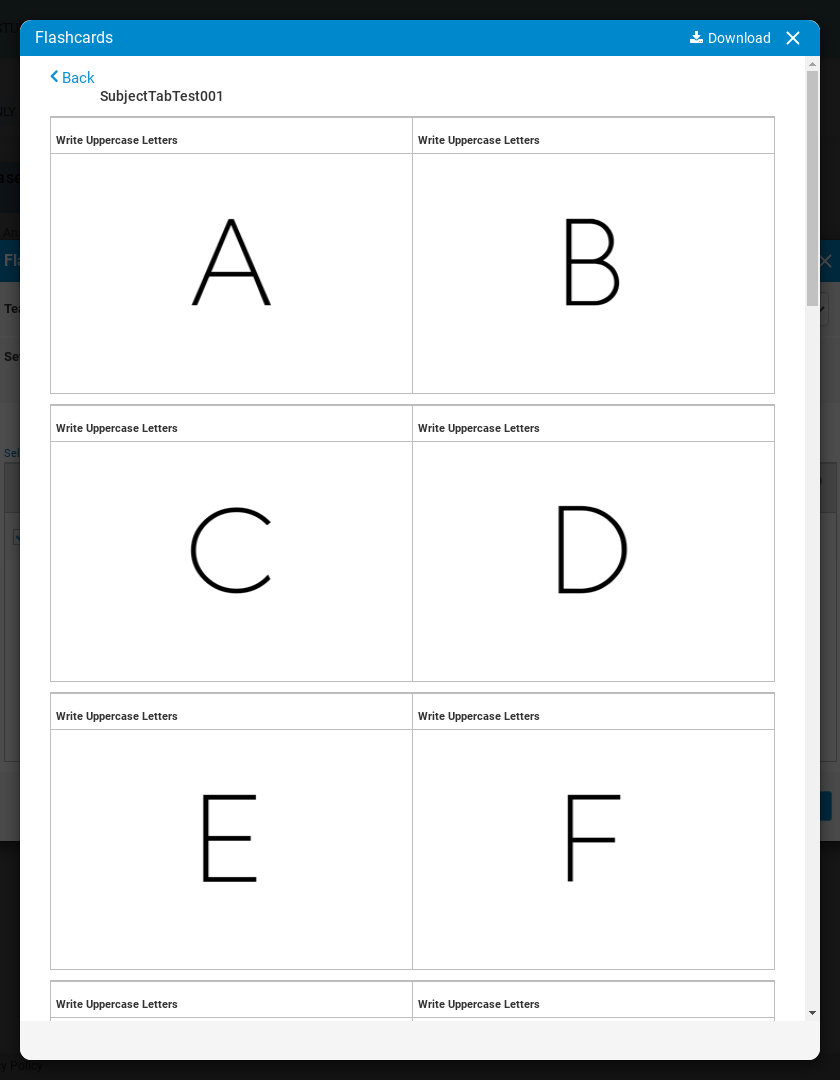 Flashcards
Download
Back
SubjectTabTest001
Write Uppercase Letters
Write Uppercase Letters
A
B
Write Uppercase Letters
Write Uppercase Letters
C
D
Write Uppercase Letters
Write Uppercase Letters
E
F
Write Uppercase Letters
Write Uppercase Letters
Policy